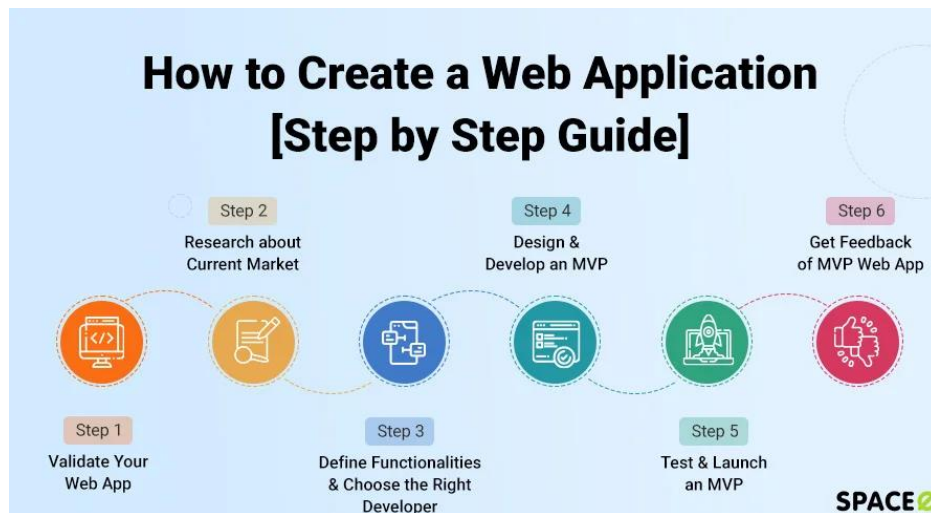 How to Create a Web Application
[Step by Step Guide]
Step 1
Validate Your
Web App
Step 2
Research about
Current Market
Step 3
Define Functionalities
& Choose the Right
Developer
Step 4
Design &
Develop an MVP
Step 5
Test & Launch
an MVP
Step 6
Get Feedback
of MVP Web App
</>
SPACE